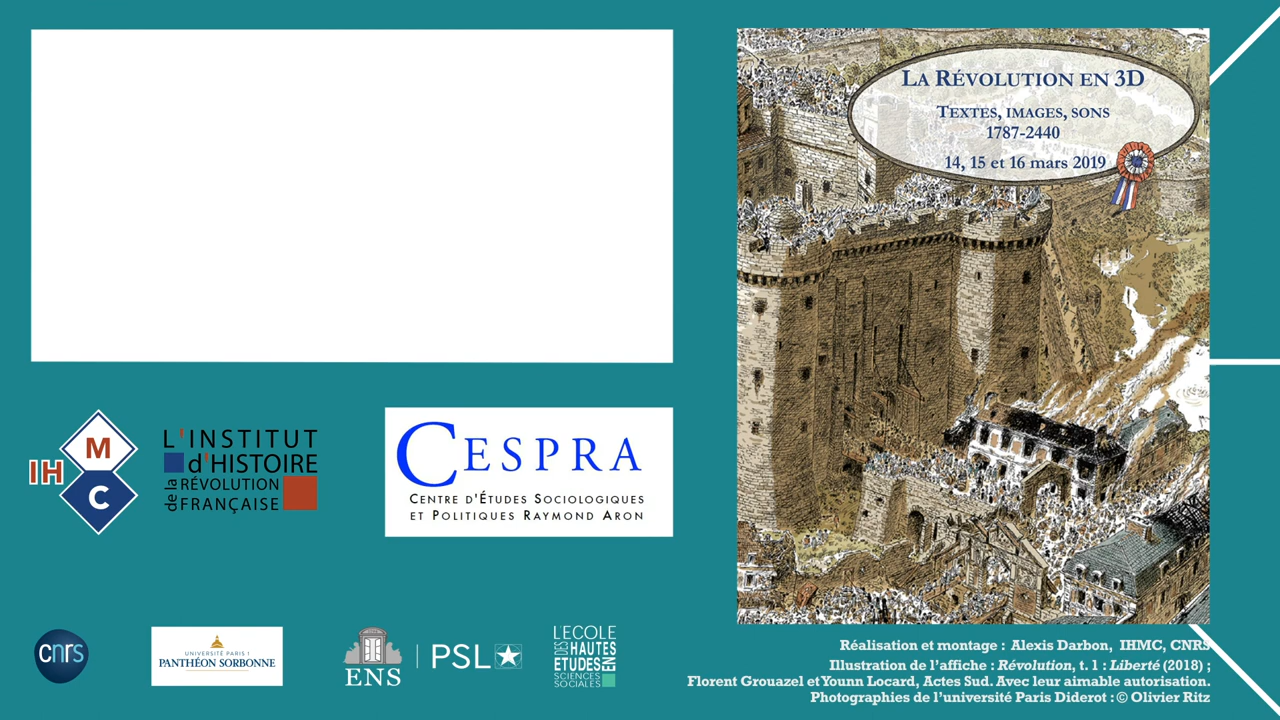 LA RÉVOLUTION EN 3D
TEXTES, IMAGES, SONS
1787-2440
14, 15 et 16 mars 2019
IH
M
C
L'INSTITUT
d'HISTOIRE
de la RÉVOLUTION
FRANÇAISE
CESPRA
CENTRE D'ÉTUDES SOCIOLOGIQUES
ET POLITIQUES RAYMOND ARON
cnrs
UNIVERSITÉ PARIS 1
PANTHÉON SORBONNE
ENS
PSL
L'ECOLE
DES HAUTES
ETUDES EN
SCIENCES
SOCIALES
Réalisation et montage : Alexis Darbon, IHMC, CNRS
Illustration de l'affiche : Révolution, t. 1 : Liberté (2018) ;
Florent Grouazel et Younn Locard, Actes Sud. Avec leur aimable autorisation.
Photographies de l'université Paris Diderot : © Olivier Ritz